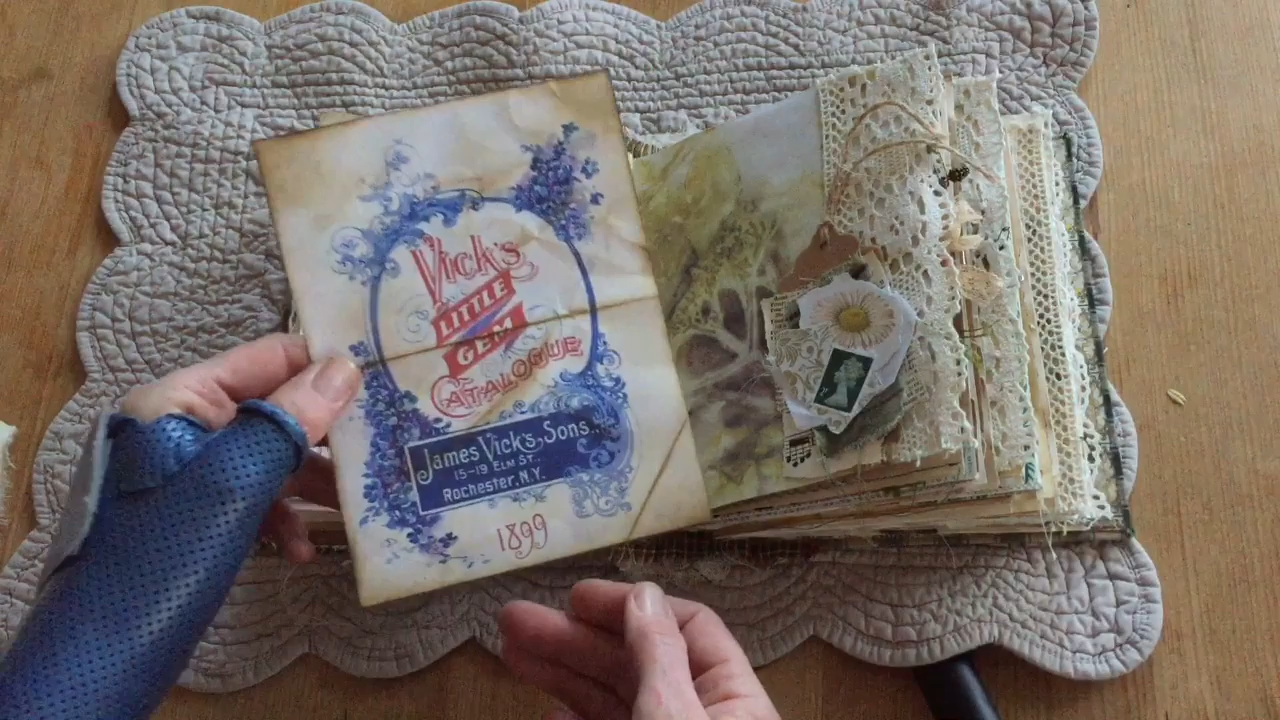 Vick's
LITTLE
GEM
CATALOGUE
James Vick's Sons..
15-19 ELM ST..
Rochester, N.Y.
1899